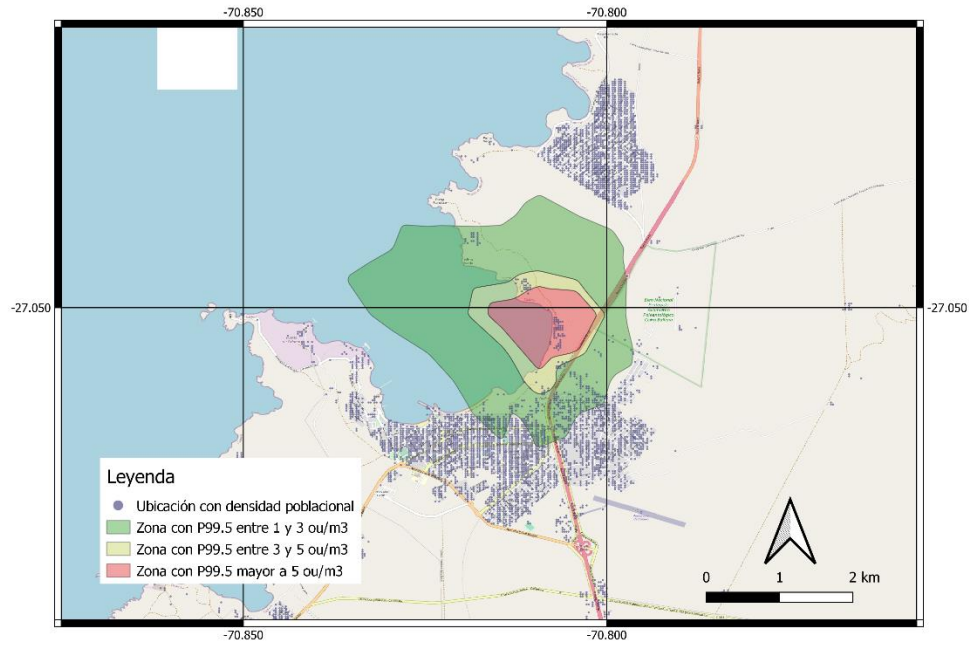 -70.850
-70.800
-27.050
-27.050
Leyenda
Ubicación con densidad poblacional
Zona con P99.5 entre 1 y 3 ou/m3
Zona con P99.5 entre 3 y 5 ou/m3
Zona con P99.5 mayor a 5 ou/m3
0
1
2 km
-70.850
-70.800